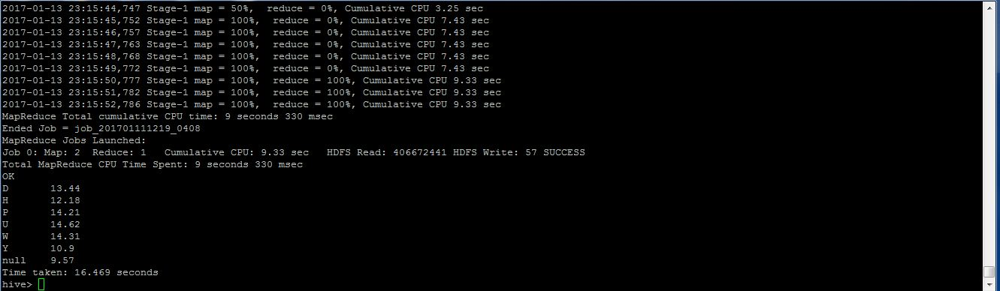 2017-01-13 23:15:44,747 Stage-1 map = 50%,  reduce = 0%, Cumulative CPU 3.25 sec
2017-01-13 23:15:45,752 Stage-1 map = 100%,  reduce = 0%, Cumulative CPU 7.43 sec
2017-01-13 23:15:46,757 Stage-1 map = 100%,  reduce = 0%, Cumulative CPU 7.43 sec
2017-01-13 23:15:47,763 Stage-1 map = 100%,  reduce = 0%, Cumulative CPU 7.43 sec
2017-01-13 23:15:48,768 Stage-1 map = 100%,  reduce = 0%, Cumulative CPU 7.43 sec
2017-01-13 23:15:49,772 Stage-1 map = 100%,  reduce = 0%, Cumulative CPU 7.43 sec
2017-01-13 23:15:50,777 Stage-1 map = 100%,  reduce = 100%, Cumulative CPU 9.33 sec
2017-01-13 23:15:51,782 Stage-1 map = 100%,  reduce = 100%, Cumulative CPU 9.33 sec
2017-01-13 23:15:52,786 Stage-1 map = 100%,  reduce = 100%, Cumulative CPU 9.33 sec
MapReduce Total cumulative CPU time: 9 seconds 330 msec
Ended Job = job_201701111219_0408
MapReduce Jobs Launched:
Job 0: Map: 2  Reduce: 1   Cumulative CPU: 9.33 sec   HDFS Read: 406672441 HDFS Write: 57 SUCCESS
Total MapReduce CPU Time Spent: 9 seconds 330 msec
OK
D       13.44
H       12.18
P       14.21
U       14.62
W       14.31
Y       10.9
null    9.57
Time taken: 16.469 seconds
hive>